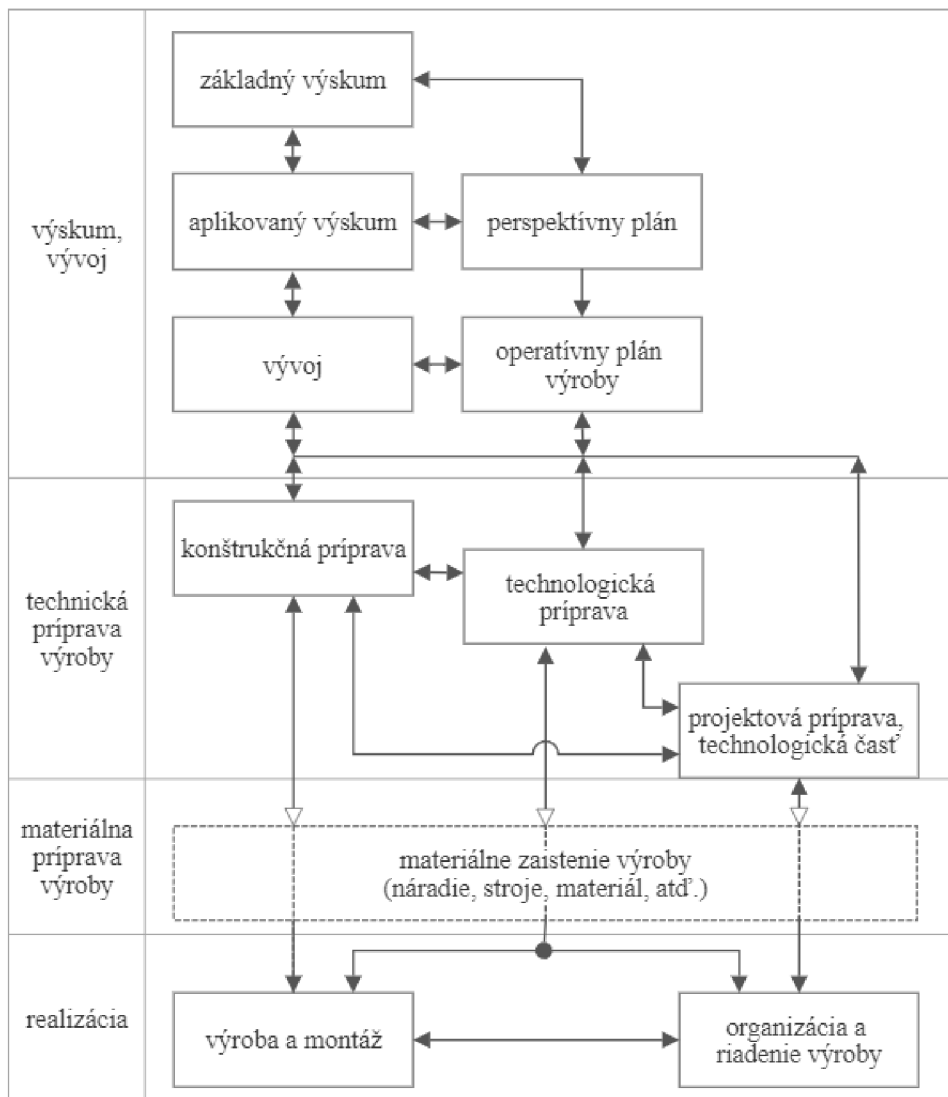 výskum,
vývoj
základný výskum
aplikovaný výskum
perspektívny plán
vývoj
operatívny plán
výroby
technická
príprava
výroby
konštrukčná príprava
technologická
príprava
projektová príprava,
technologická časť
materiálna
príprava
výroby
materiálne zaistenie výroby
(náradie, stroje, materiál, atď.)
realizácia
výroba a montáž
organizácia a
riadenie výroby